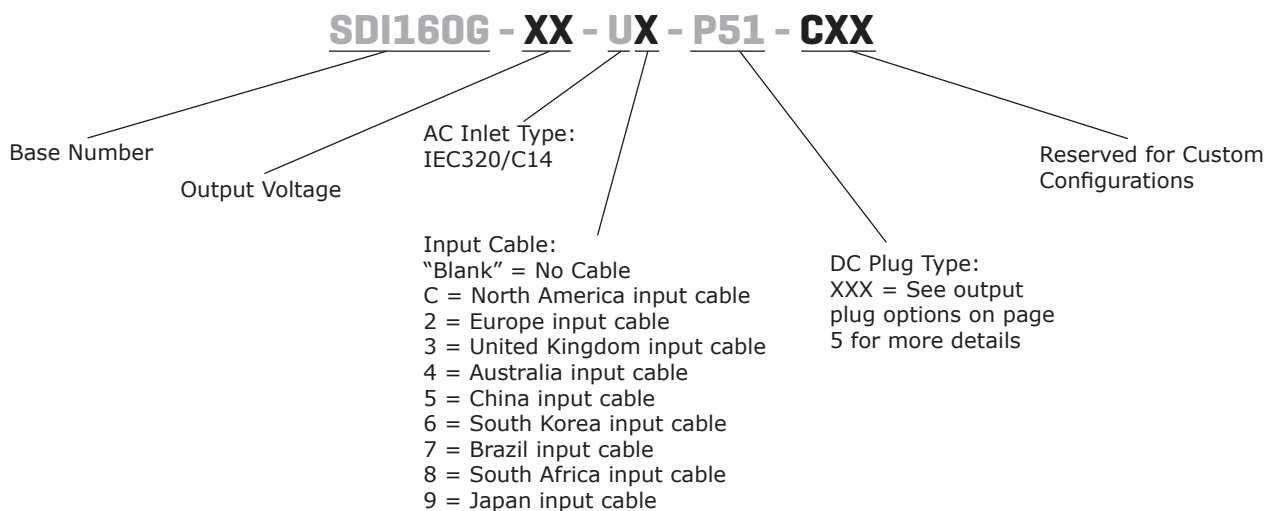 SDI160G - XX - UX - P51 - CXX
Base Number
Output Voltage
AC Inlet Type:
IEC320/C14
Input Cable:
“Blank” = No Cable
C = North America input cable
2 = Europe input cable
3 = United Kingdom input cable
4 = Australia input cable
5 = China input cable
6 = South Korea input cable
7 = Brazil input cable
8 = South Africa input cable
9 = Japan input cable
DC Plug Type:
XXX = See output
plug options on page
5 for more details
Reserved for Custom
Configurations